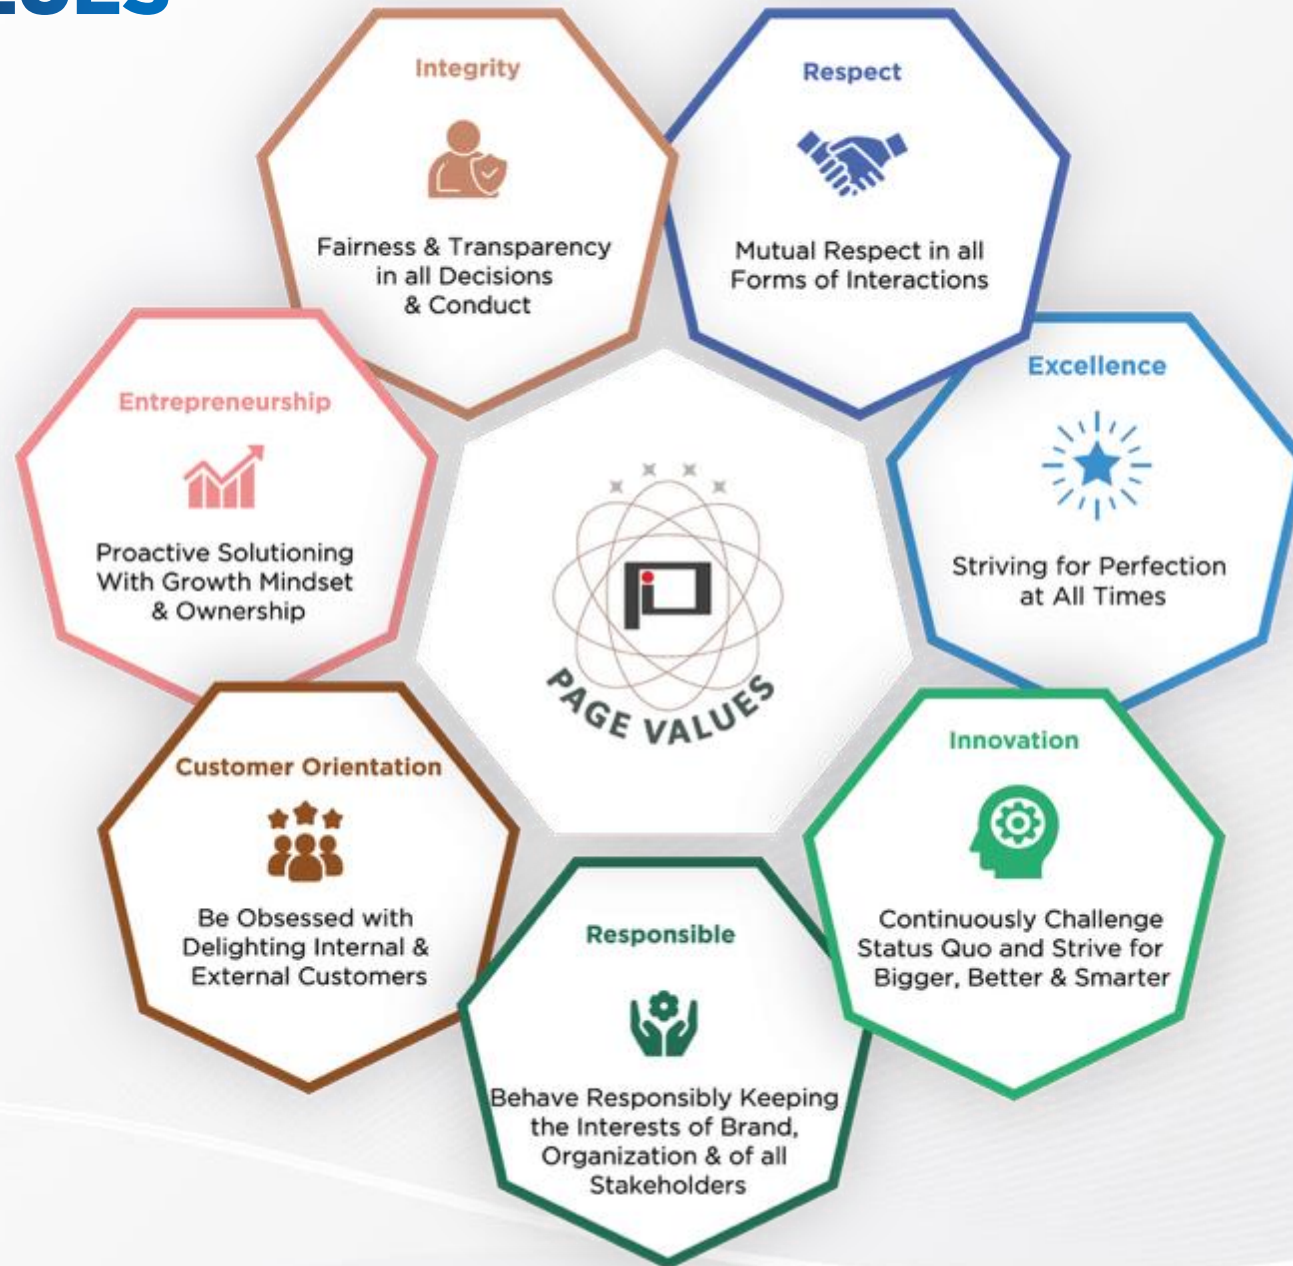 Integrity
Fairness & Transparency
in all Decisions
& Conduct
Respect
Mutual Respect in all
Forms of Interactions
Excellence
Striving for Perfection
at All Times
Innovation
Continuously Challenge
Status Quo and Strive for
Bigger, Better & Smarter
Responsible
Behave Responsibly Keeping
the Interests of Brand,
Organization & of all
Stakeholders
Customer Orientation
Be Obsessed with
Delighting Internal &
External Customers
Entrepreneurship
Proactive Solutioning
With Growth Mindset
& Ownership
PAGE VALUES